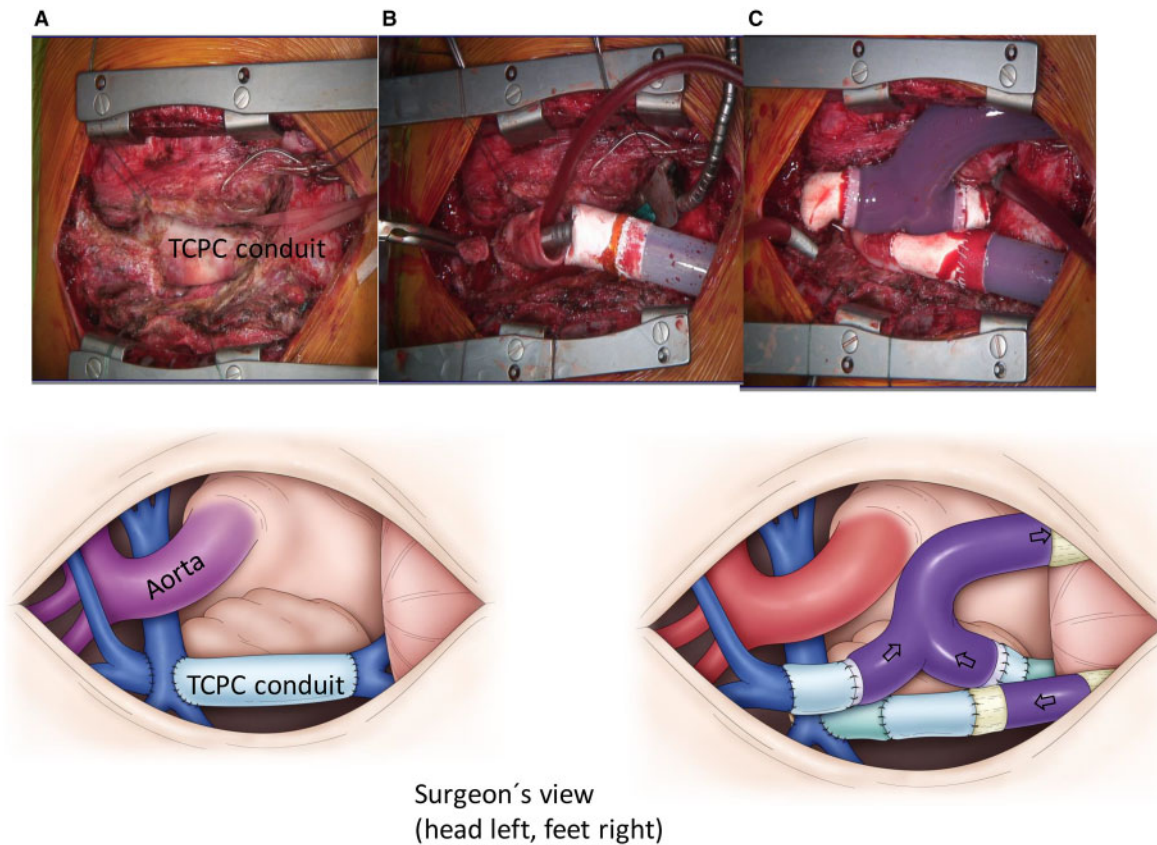 A
B
C
TCPC conduit
Aorta
TCPC conduit
Surgeon´s view
(head left, feet right)